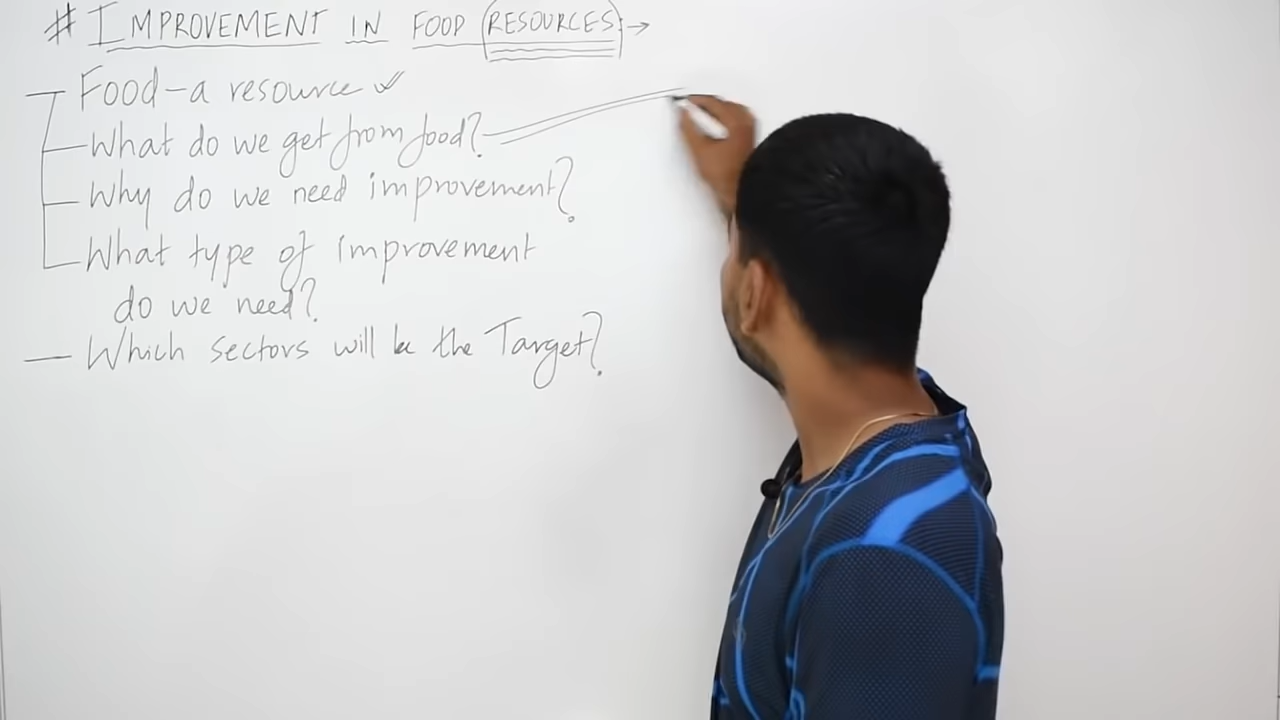 # IMPROVEMENT IN FOOD RESOURCES →
Food - a resource ✓
What do we get from food?
Why do we need improvement?
What type of improvement
do we need?
Which sectors will be the Target?